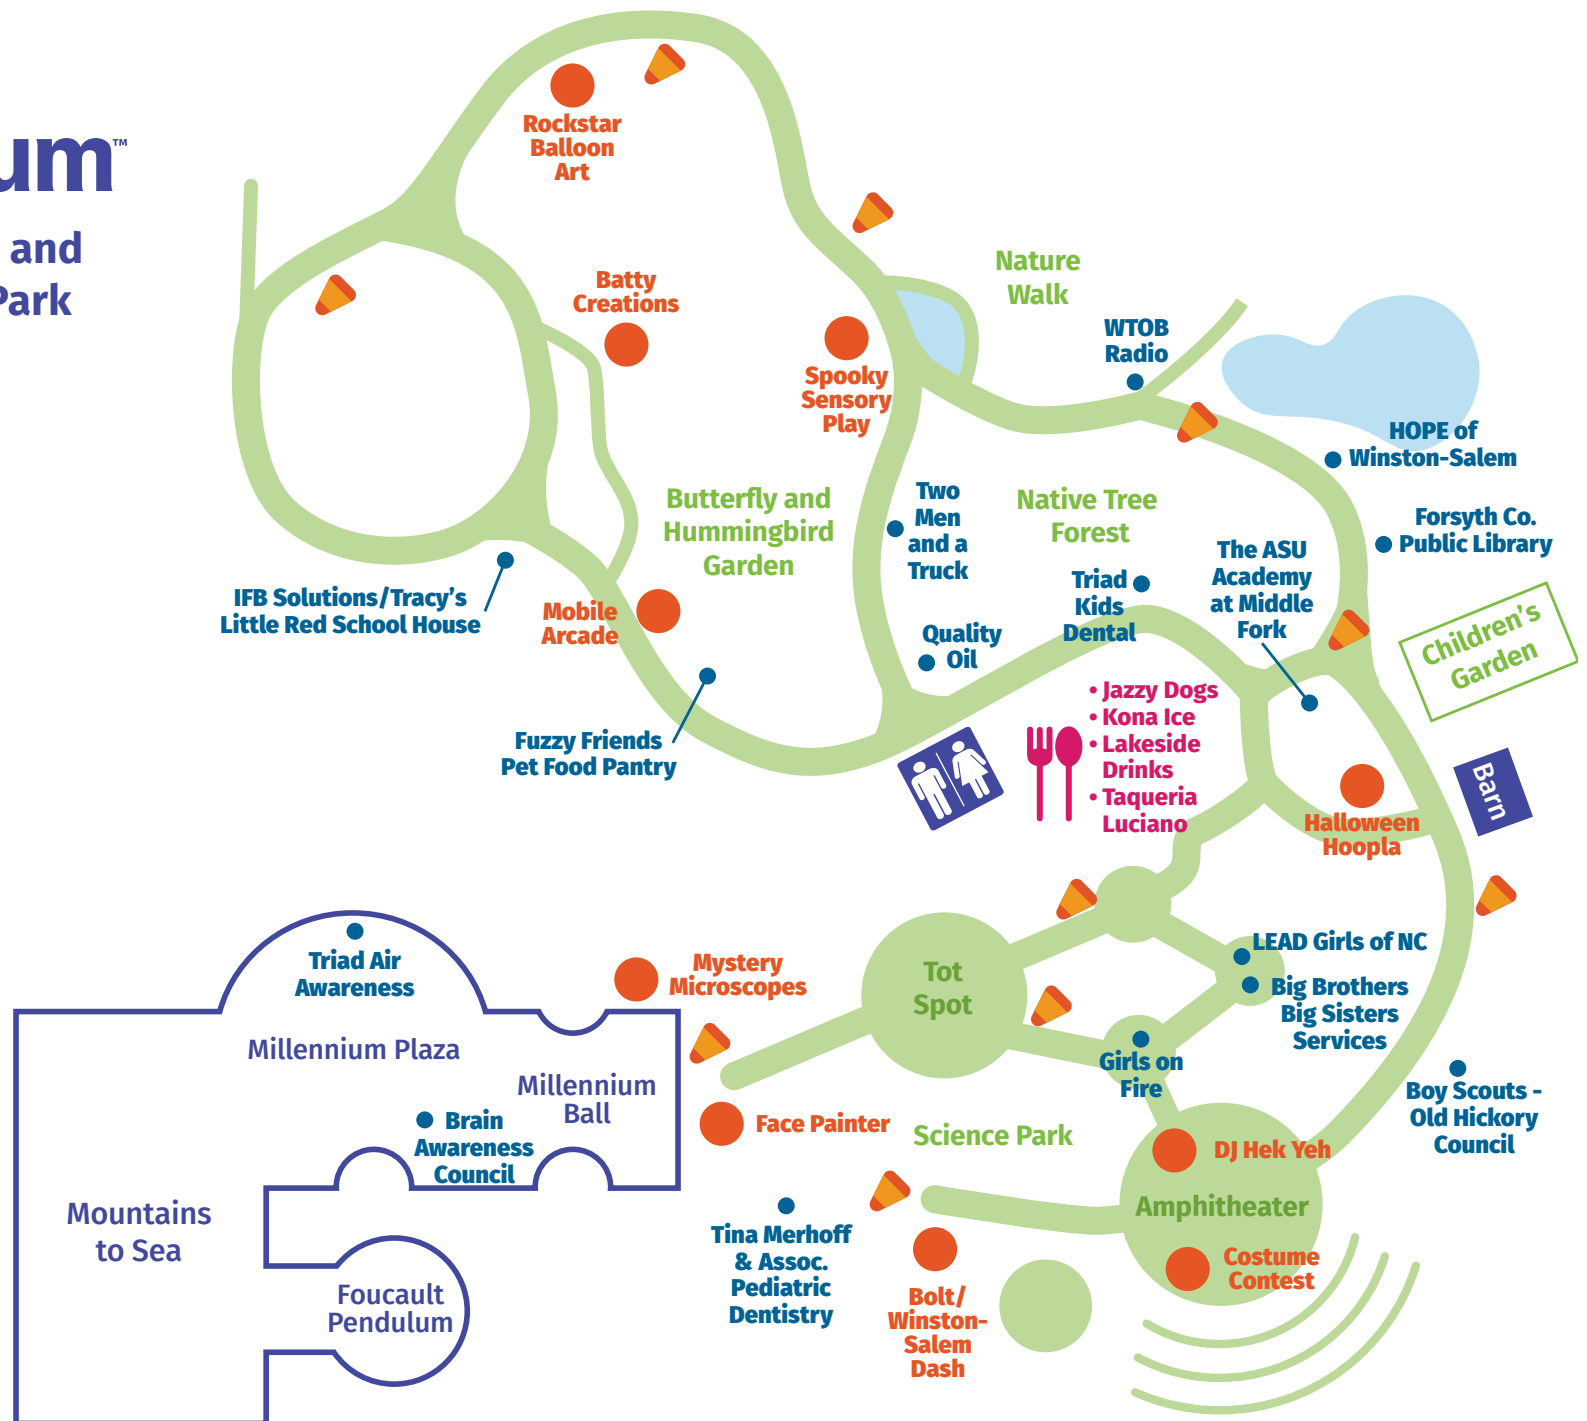 um™
and
Park
Rockstar
Balloon
Art
Batty
Creations
Spooky
Sensory
Play
Nature
Walk
WTOB
Radio
HOPE of
Winston-Salem
Forsyth Co.
Public Library
Butterfly and
Hummingbird
Garden
Two
Men
and a
Truck
Native Tree
Forest
The ASU
Academy
at Middle
Fork
Triad
Kids
Dental
Children's
Garden
IFB Solutions/Tracy's
Little Red School House
Mobile
Arcade
Quality
Oil
Fuzzy Friends
Pet Food Pantry
• Jazzy Dogs
• Kona Ice
• Lakeside
Drinks
• Taqueria
Luciano
Barn
Halloween
Hoopla
Triad Air
Awareness
Mystery
Microscopes
Tot
Spot
LEAD Girls of NC
Big Brothers
Big Sisters
Services
Millennium Plaza
Millennium
Ball
Girls on
Fire
Boy Scouts -
Old Hickory
Council
Brain
Awareness
Council
Face Painter
Science Park
DJ Hek Yeh
Amphitheater
Mountains
to Sea
Foucault
Pendulum
Tina Merhoff
& Assoc.
Pediatric
Dentistry
Bolt/
Winston-
Salem
Dash
Costume
Contest